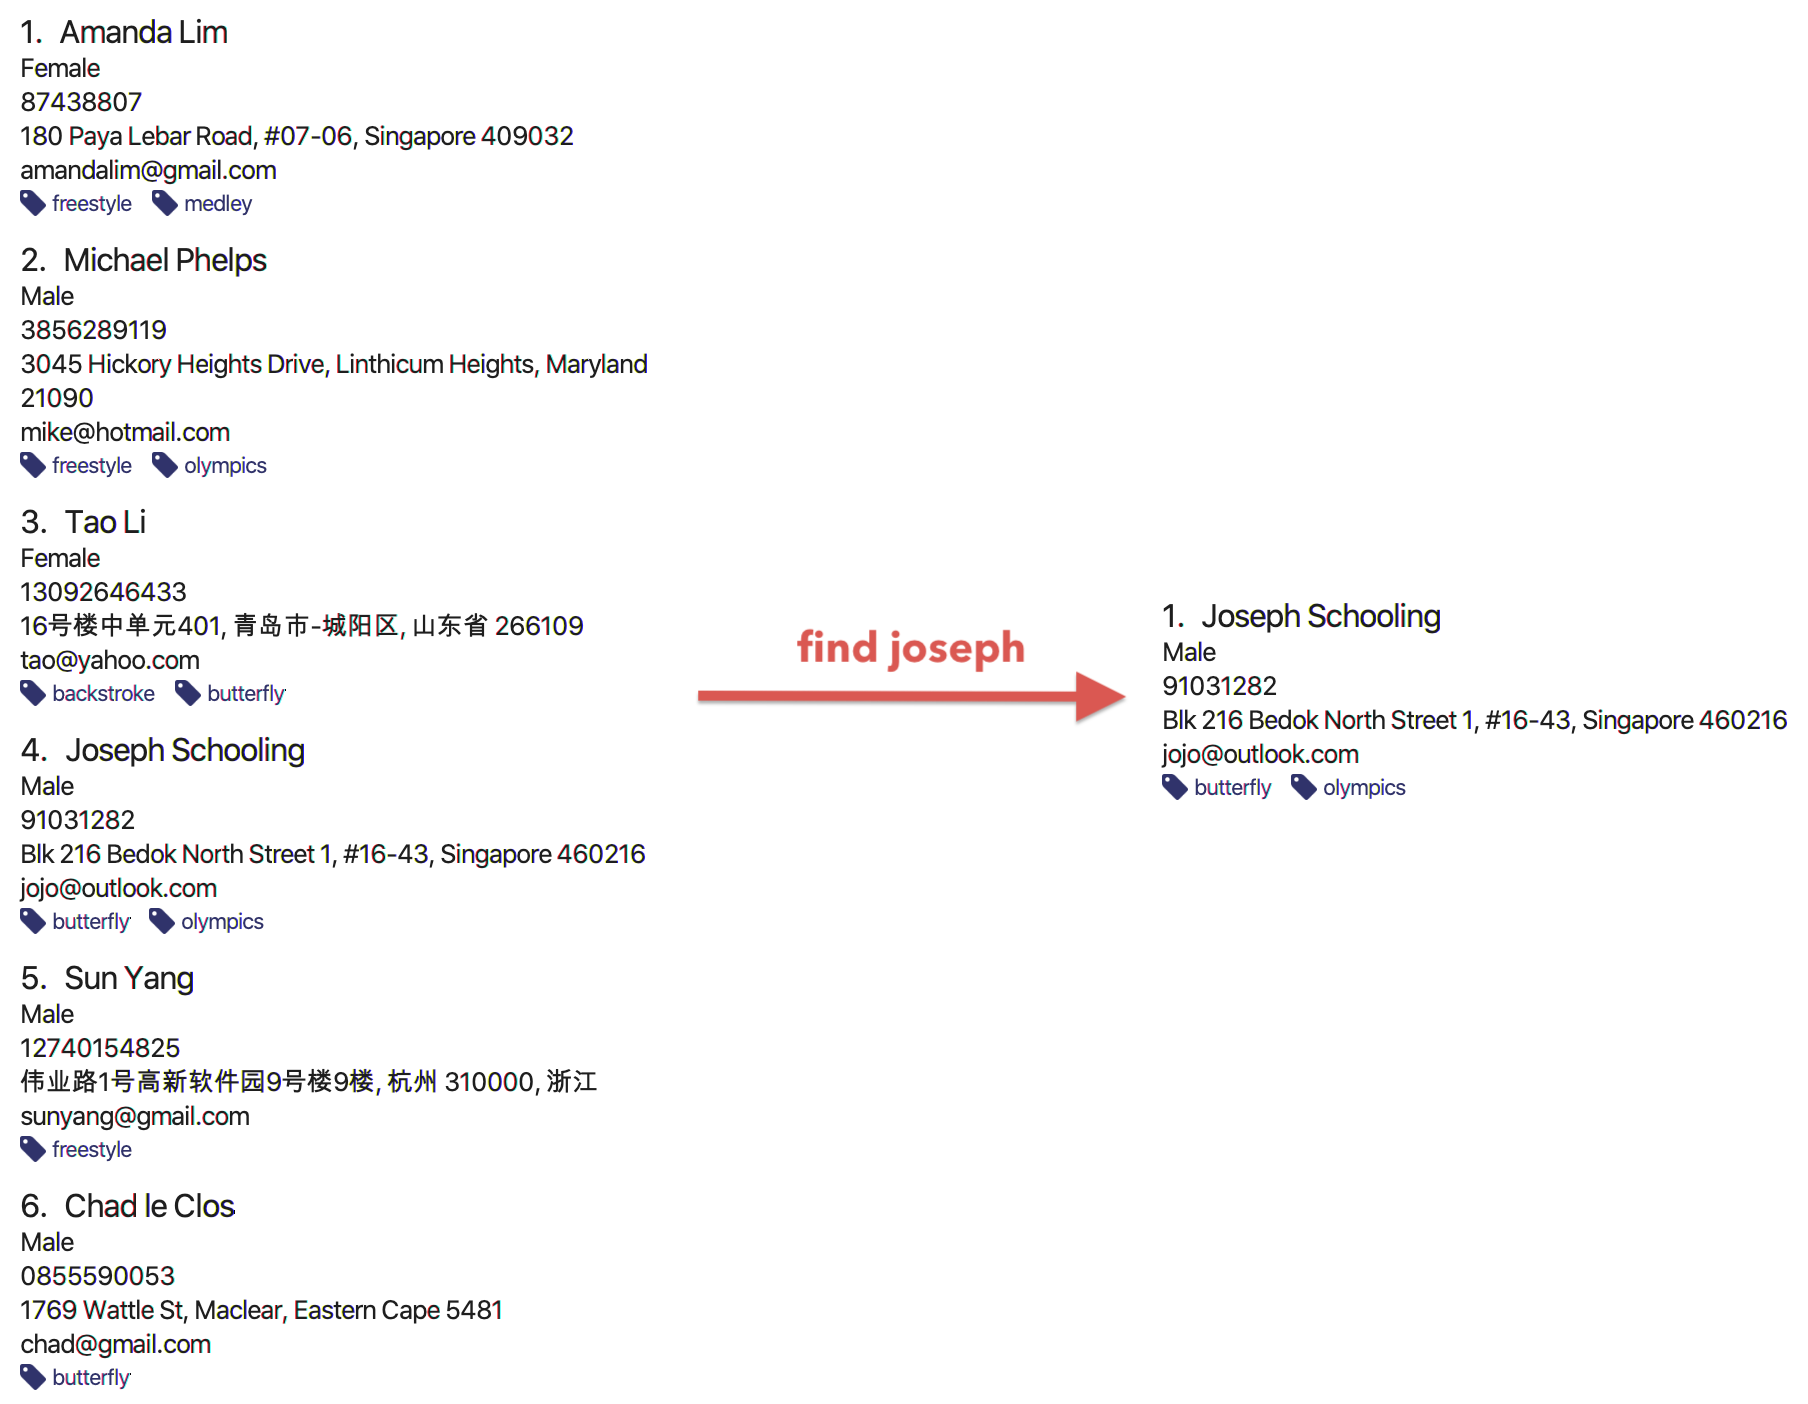 1. Amanda Lim
Female
87438807
180 Paya Lebar Road, #07-06, Singapore 409032
amandalim@gmail.com
freestyle medley
2. Michael Phelps
Male
3856289119
3045 Hickory Heights Drive, Linthicum Heights, Maryland
21090
mike@hotmail.com
freestyle olympics
3. Tao Li
Female
13092646433
16号楼中单元401, 青岛市-城阳区, 山东省 266109
tao@yahoo.com
backstroke butterfly
4. Joseph Schooling
Male
91031282
Blk 216 Bedok North Street 1, #16-43, Singapore 460216
jojo@outlook.com
butterfly olympics
5. Sun Yang
Male
12740154825
伟业路1号高新软件园9号楼9楼, 杭州 310000, 浙江
sunyang@gmail.com
freestyle
6. Chad le Clos
Male
0855590053
1769 Wattle St, Maclear, Eastern Cape 5481
chad@gmail.com
butterfly
find joseph
1. Joseph Schooling
Male
91031282
Blk 216 Bedok North Street 1, #16-43, Singapore 460216
jojo@outlook.com
butterfly olympics